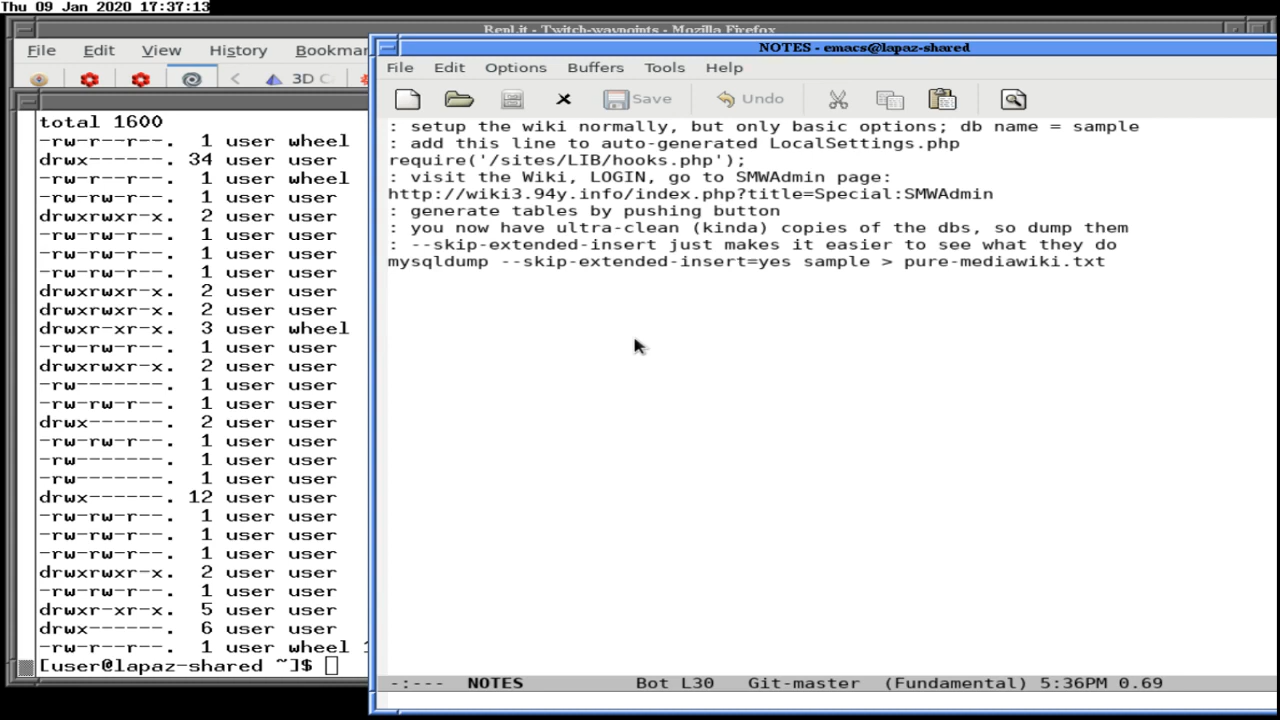 Thu 09 Jan 2020 17:37:13
Repl.it - Twitch-waypoints - Mozilla Firefox
File Edit View History Bookmar
3D C
total 1600
-rw-r--r--. 1 user wheel
drwx------. 34 user user
-rw-r--r--. 1 user wheel
-rw-rw-r--. 1 user user
drwxrwxr-x. 2 user user
-rw-rw-r--. 1 user user
-rw-rw-r--. 1 user user
-rw-rw-r--. 1 user user
drwxrwxr-x. 2 user user
drwxrwxr-x. 2 user user
drwxr-xr-x. 3 user wheel
-rw-rw-r--. 1 user user
drwxrwxr-x. 2 user user
-rw-------. 1 user user
-rw-rw-r--. 1 user user
drwx------. 2 user user
-rw-rw-r--. 1 user user
-rw-------. 1 user user
-rw-------. 1 user user
drwx------. 12 user user
-rw-rw-r--. 1 user user
-rw-rw-r--. 1 user user
-rw-rw-r--. 1 user user
drwxrwxr-x. 2 user user
-rw-rw-r--. 1 user user
drwxr-xr-x. 5 user user
drwx------. 6 user user
-rw-r--r--. 1 user wheel 1
[user@lapaz-shared ~]$
NOTES - emacs@lapaz-shared
File Edit Options Buffers Tools Help
Save Undo
: setup the wiki normally, but only basic options; db name = sample
: add this line to auto-generated LocalSettings.php
require('/sites/LIB/hooks.php');
: visit the Wiki, LOGIN, go to SMWAdmin page:
http://wiki3.94y.info/index.php?title=Special:SMWAdmin
: generate tables by pushing button
: you now have ultra-clean (kinda) copies of the dbs, so dump them
: --skip-extended-insert just makes it easier to see what they do
mysqldump --skip-extended-insert=yes sample > pure-mediawiki.txt
-:--- NOTES Bot L30 Git-master (Fundamental) 5:36PM 0.69